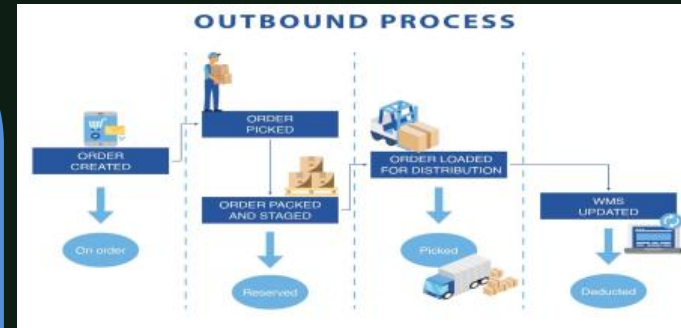 OUTBOUND PROCESS
ORDER
CREATED
On order
ORDER
PICKED
ORDER PACKED
AND STAGED
Reserved
ORDER LOADED
FOR DISTRIBUTION
Picked
WMS
UPDATED
Deducted